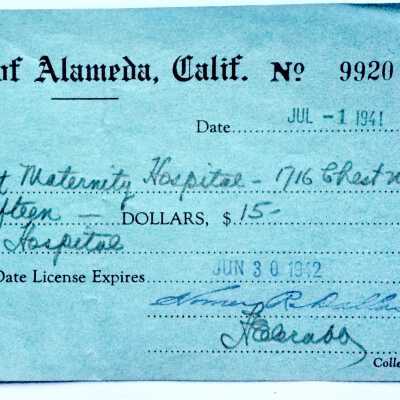 of Alameda, Calif. Nº 9920
Date JUL - 1 1941
t Maternity Hospital - 1716 Chestn
fteen - DOLLARS, $ 15-
Hospital
Date License Expires JUN 30 1942
Homer R.
Colle